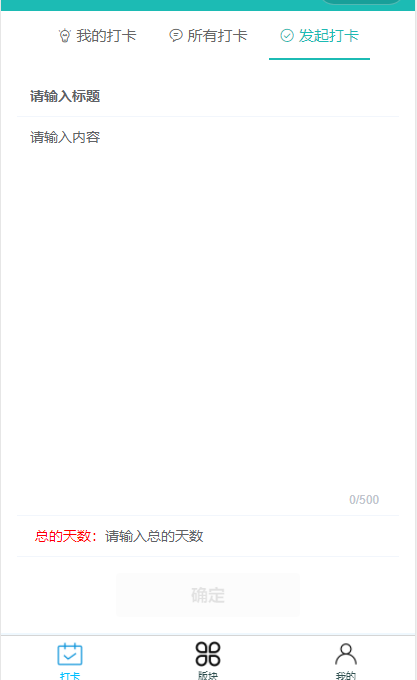 我的打卡 所有打卡 发起打卡
请输入标题
请输入内容
0/500
总的天数：请输入总的天数
确定
打卡 版块 我的